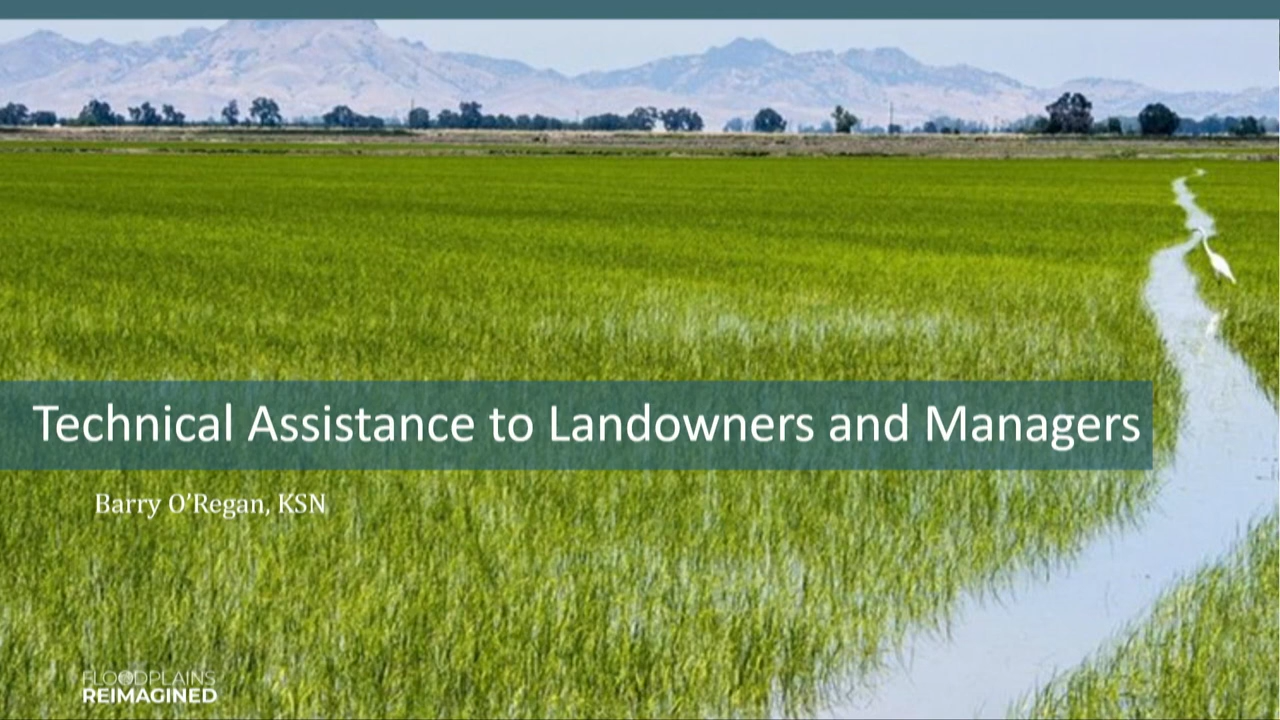 Technical Assistance to Landowners and Managers
Barry O’Regan, KSN
FLOODPLAINS
REIMAGINED